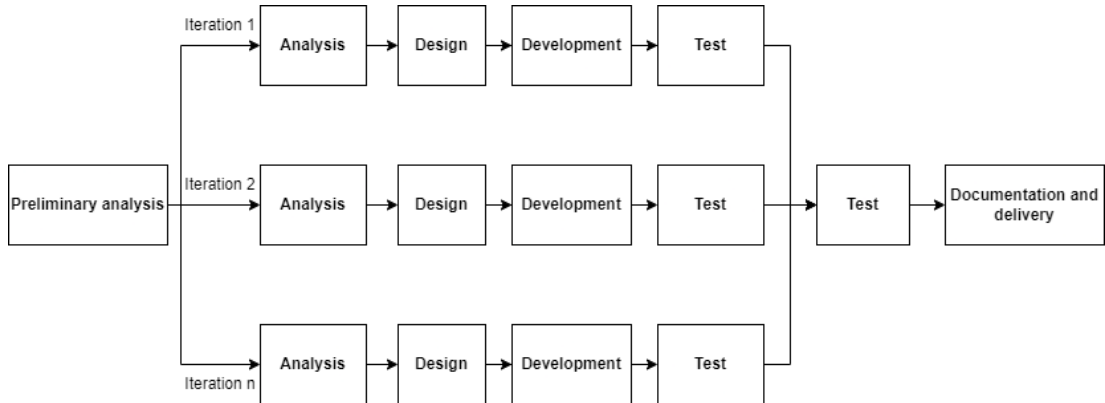 Iteration 1
Analysis
Design
Development
Test
Preliminary analysis
Iteration 2
Analysis
Design
Development
Test
Test
Documentation and
delivery
Iteration n
Analysis
Design
Development
Test